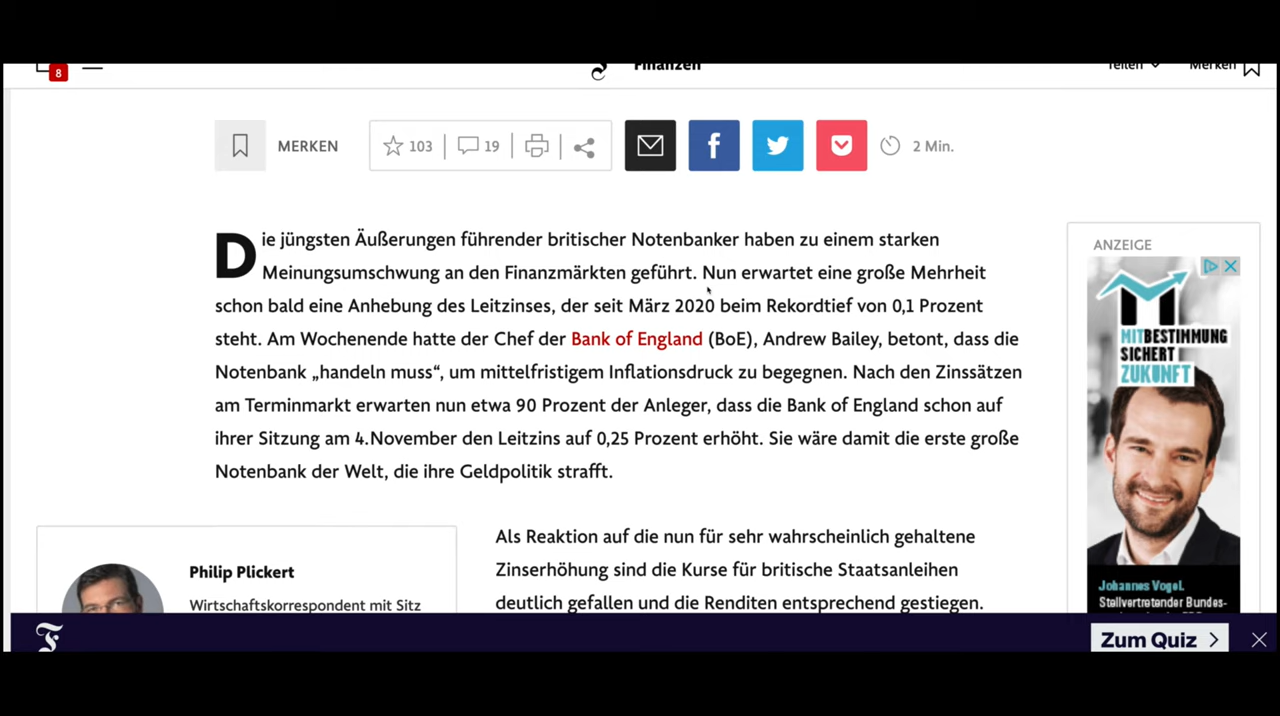 8
Finanzen
Teilen
Merken
MERKEN
103
19
2 Min.
Die jüngsten Äußerungen führender britischer Notenbanker haben zu einem starken
Meinungsumschwung an den Finanzmärkten geführt. Nun erwartet eine große Mehrheit
schon bald eine Anhebung des Leitzinses, der seit März 2020 beim Rekordtief von 0,1 Prozent
steht. Am Wochenende hatte der Chef der Bank of England (BoE), Andrew Bailey, betont, dass die
Notenbank „handeln muss“, um mittelfristigem Inflationsdruck zu begegnen. Nach den Zinssätzen
am Terminmarkt erwarten nun etwa 90 Prozent der Anleger, dass die Bank of England schon auf
ihrer Sitzung am 4.November den Leitzins auf 0,25 Prozent erhöht. Sie wäre damit die erste große
Notenbank der Welt, die ihre Geldpolitik strafft.
ANZEIGE
MITBESTIMMUNG
SICHERT
ZUKUNFT
Johannes Vogel.
Stellvertretender Bundes-
Philip Plickert
Wirtschaftskorrespondent mit Sitz
Als Reaktion auf die nun für sehr wahrscheinlich gehaltene
Zinserhöhung sind die Kurse für britische Staatsanleihen
deutlich gefallen und die Renditen entsprechend gestiegen.
Zum Quiz